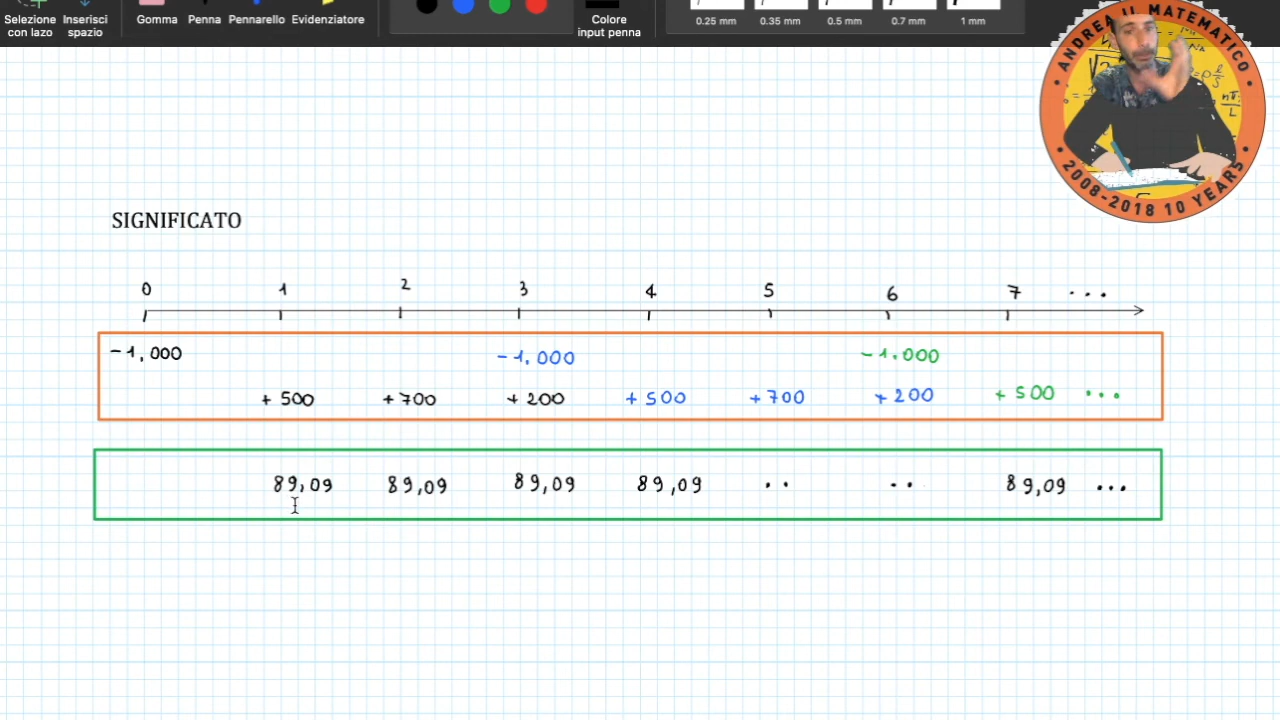 Selezione con lazo
Inserisci spazio
Gomma
Penna
Pennarello
Evidenziatore
Colore input penna
0.25 mm
0.35 mm
0.5 mm
0.7 mm
1 mm
ANDREA IL MATEMATICO
2008-2018 10 YEARS
SIGNIFICATO
0 1 2 3 4 5 6 7 ...
-1,000 -1,000 -1.000
+ 500 + 700 + 200 + 500 + 700 + 200 + 500 ...
89,09 89,09 89,09 89,09 .. .. 89,09 ...